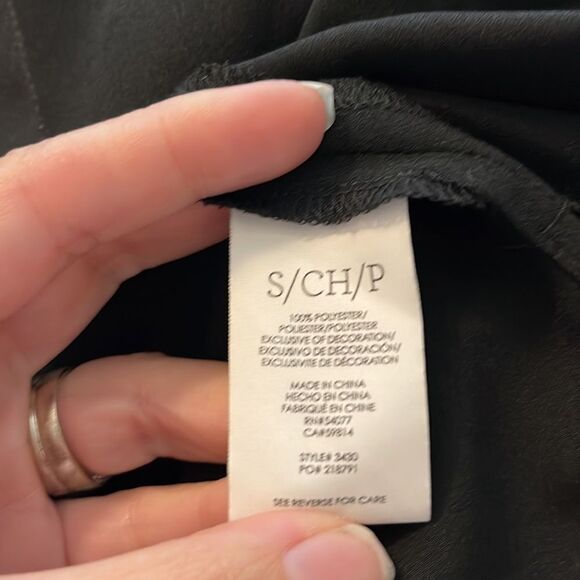 S/CH/P
100% POLYESTER/
POLIESTER/POLYESTER
EXCLUSIVE OF DECORATION/
EXCLUSIVO DE DECORACIÓN/
EXCLUSIVITE DE DÉCORATION
MADE IN CHINA
HECHO EN CHINA
FABRIQUÉ EN CHINE
RN#54077
CA#59814
STYLE# 3430
PO# 218791
SEE REVERSE FOR CARE